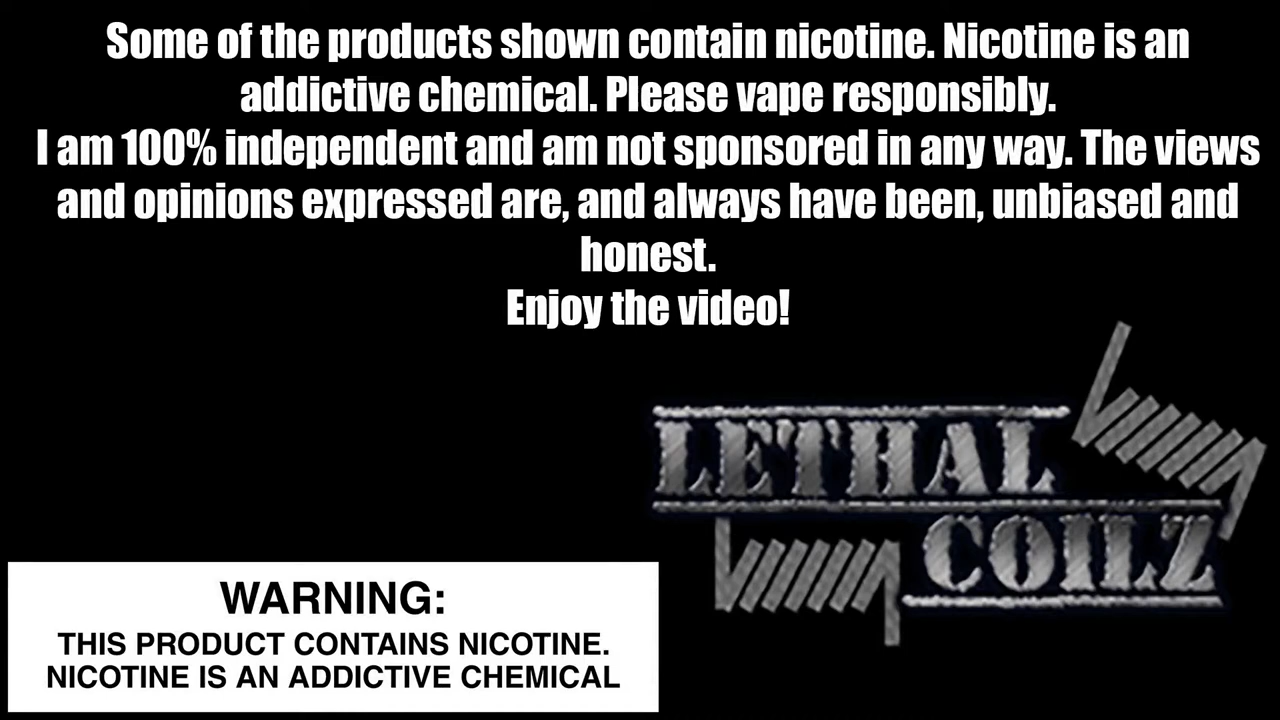 Some of the products shown contain nicotine. Nicotine is an
addictive chemical. Please vape responsibly.
I am 100% independent and am not sponsored in any way. The views
and opinions expressed are, and always have been, unbiased and
honest.
Enjoy the video!
LETHAL
COILZ
WARNING:
THIS PRODUCT CONTAINS NICOTINE.
NICOTINE IS AN ADDICTIVE CHEMICAL